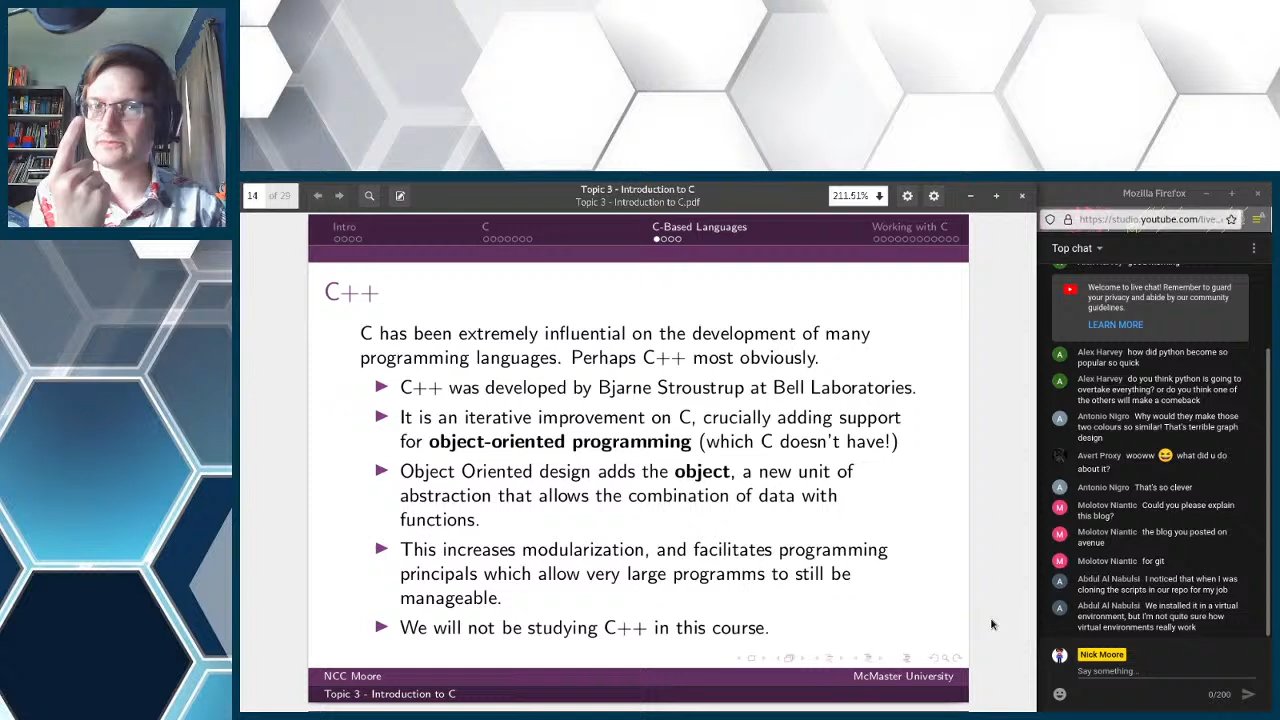 14 of 29
Topic 3 - Introduction to C
Topic 3 - Introduction to C.pdf
211.51%
Intro
C
C-Based Languages
Working with C
C++
C has been extremely influential on the development of many
programming languages. Perhaps C++ most obviously.
C++ was developed by Bjarne Stroustrup at Bell Laboratories.
It is an iterative improvement on C, crucially adding support
for object-oriented programming (which C doesn't have!)
Object Oriented design adds the object, a new unit of
abstraction that allows the combination of data with
functions.
This increases modularization, and facilitates programming
principals which allow very large programms to still be
manageable.
We will not be studying C++ in this course.
NCC Moore
McMaster University
Topic 3 - Introduction to C
Mozilla Firefox
https://studio.youtube.com/live_
Top chat
Welcome to live chat! Remember to guard
your privacy and abide by our community
guidelines.
LEARN MORE
Alex Harvey how did python become so
popular so quick
Alex Harvey do you think python is going to
overtake everything? or do you think one of
the others will make a comeback
Antonio Nigro Why would they make those
two colours so similar! That's terrible graph
design
Avert Proxy wooww 😆 what did u do
about it?
Antonio Nigro That's so clever
M
Molotov Niantic Could you please explain
this blog?
M
Molotov Niantic the blog you posted on
avenue
M
Molotov Niantic for git
A
Abdul Al Nabulsi I noticed that when I was
cloning the scripts in our repo for my job
A
Abdul Al Nabulsi We installed it in a virtual
environment, but I'm not quite sure how
virtual environments really work
Nick Moore
Say something...
0/200